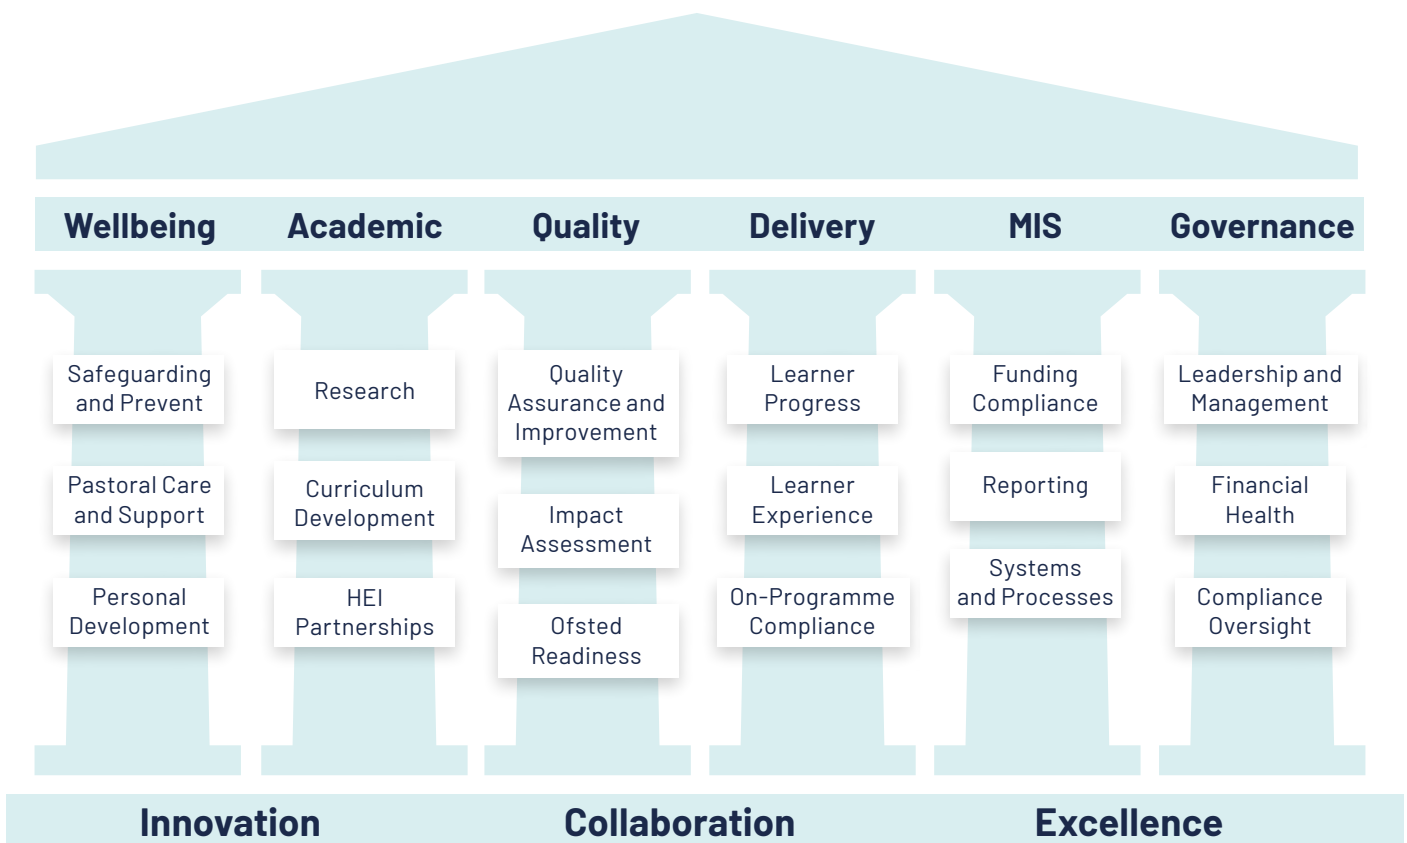 Wellbeing
Academic
Quality
Delivery
MIS
Governance
Safeguarding
and Prevent
Pastoral Care
and Support
Personal
Development
Research
Curriculum
Development
HEI
Partnerships
Quality
Assurance and
Improvement
Impact
Assessment
Ofsted
Readiness
Learner
Progress
Learner
Experience
On-Programme
Compliance
Funding
Compliance
Reporting
Systems
and Processes
Leadership and
Management
Financial
Health
Compliance
Oversight
Innovation
Collaboration
Excellence